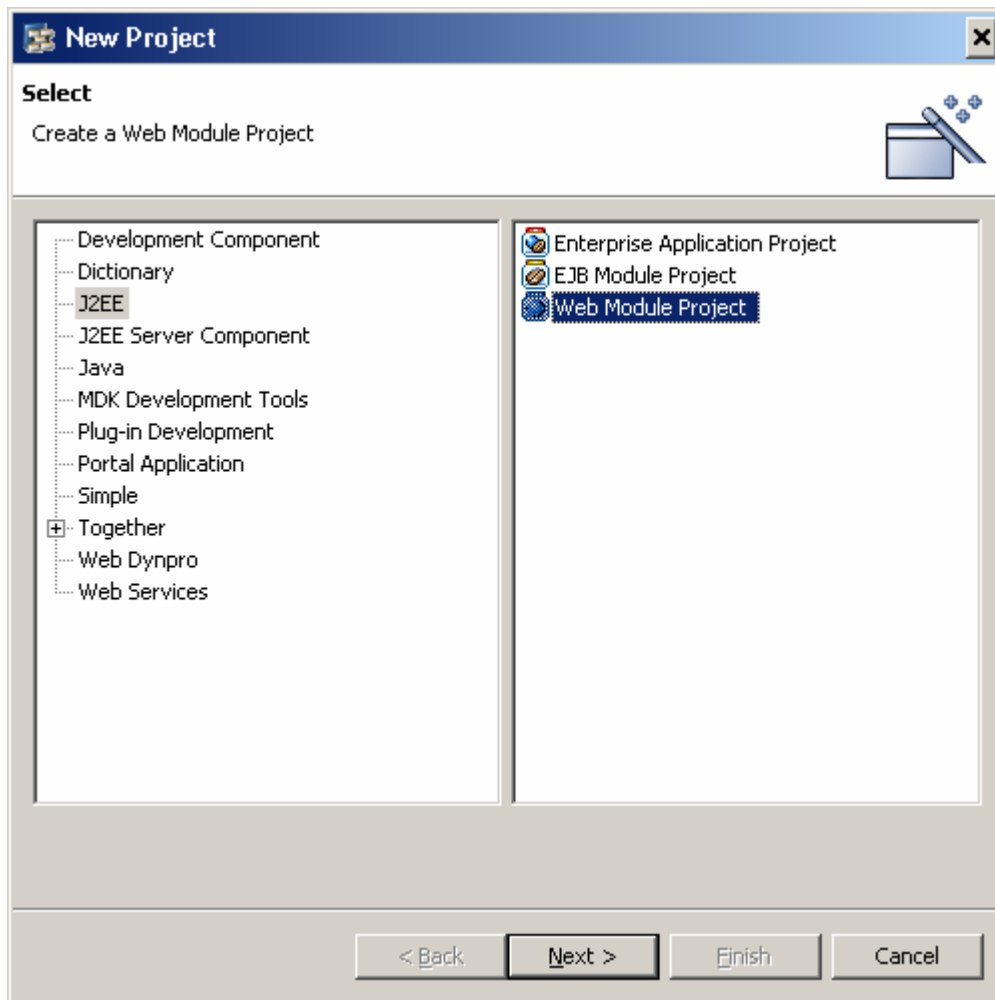 New Project
Select
Create a Web Module Project
Development Component
Dictionary
J2EE
J2EE Server Component
Java
MDK Development Tools
Plug-in Development
Portal Application
Simple
Together
Web Dynpro
Web Services
Enterprise Application Project
EJB Module Project
Web Module Project
< Back
Next >
Finish
Cancel